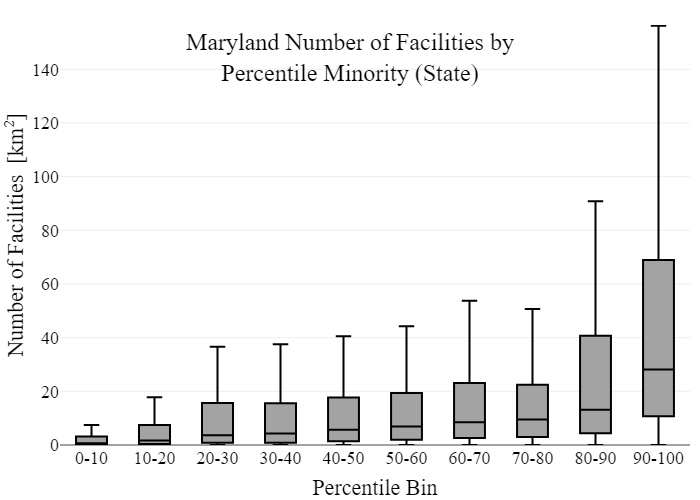 Maryland Number of Facilities by
Percentile Minority (State)
Number of Facilities [km²]
140
120
100
80
60
40
20
0
0-10 10-20 20-30 30-40 40-50 50-60 60-70 70-80 80-90 90-100
Percentile Bin